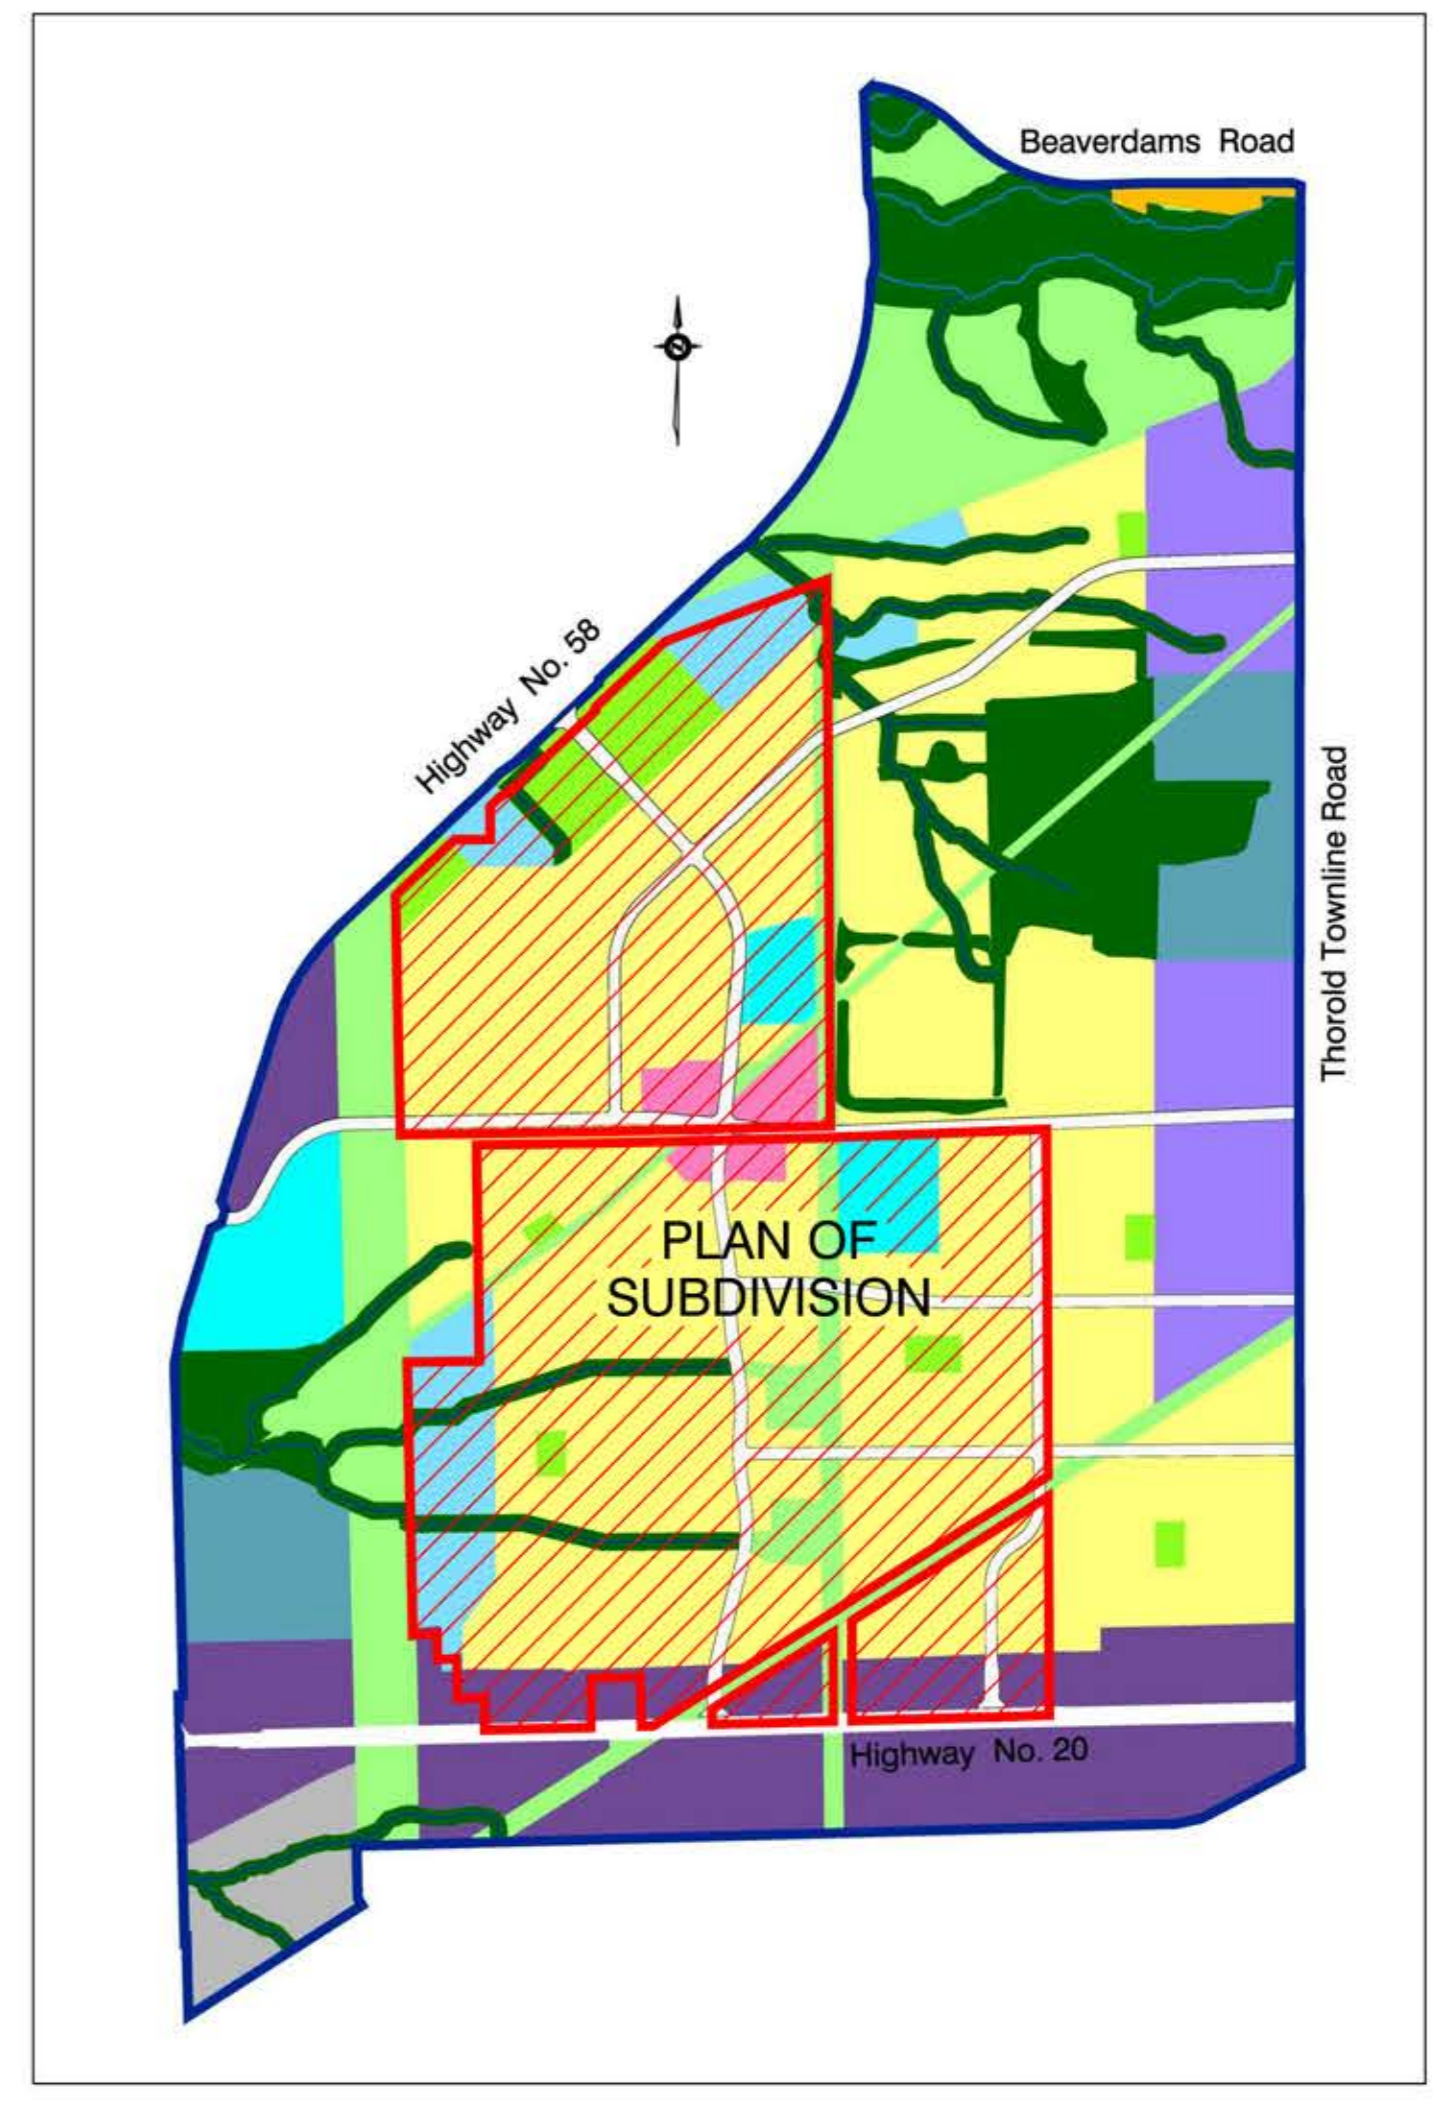 Beaverdams Road
Highway No. 58
Thorold Townline Road
PLAN OF
SUBDIVISION
Highway No. 20